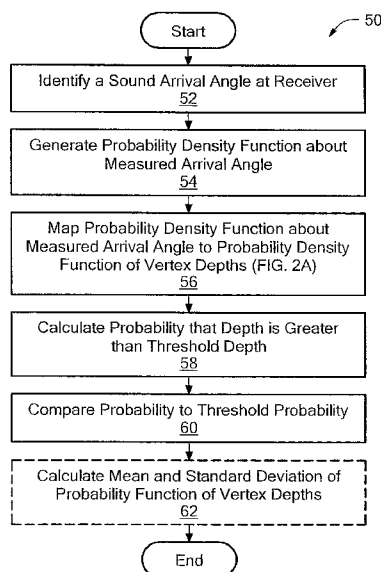 50
Start
Identify a Sound Arrival Angle at Receiver
52
Generate Probability Density Function about
Measured Arrival Angle
54
Map Probability Density Function about
Measured Arrival Angle to Probability Density
Function of Vertex Depths (FIG. 2A)
56
Calculate Probability that Depth is Greater
than Threshold Depth
58
Compare Probability to Threshold Probability
60
Calculate Mean and Standard Deviation of
Probability Function of Vertex Depths
62
End